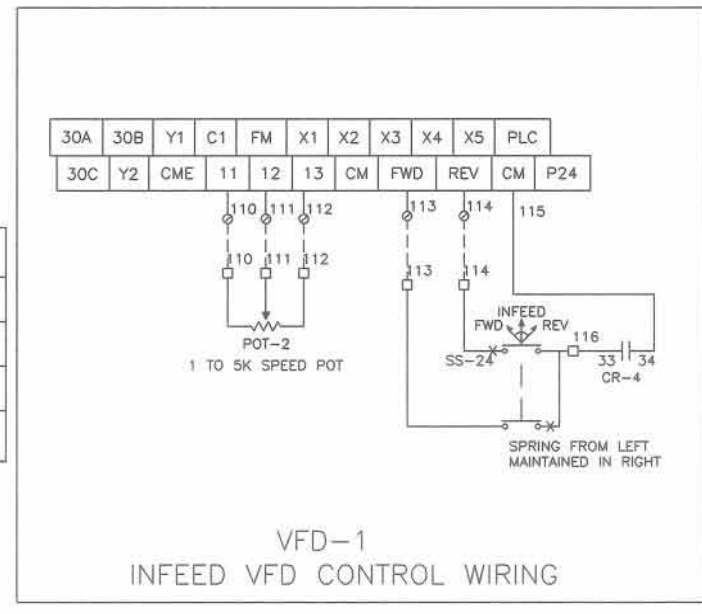 30A 30B Y1 C1 FM X1 X2 X3 X4 X5 PLC
30C Y2 CME 11 12 13 CM FWD REV CM P24
110 111 112 113 114 115
110 111 112 113 114
INFEED
FWD REV
116
SS-24
33 34
CR-4
POT-2
1 TO 5K SPEED POT
SPRING FROM LEFT
MAINTAINED IN RIGHT
VFD-1
INFEED VFD CONTROL WIRING